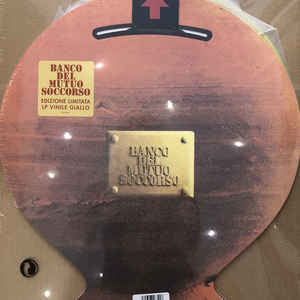 BANCO
DEL
MUTUO
SOCCORSO
EDIZIONE LIMITATA
LP VINILE GIALLO
BANCO
DEL
MUTUO
SOCCORSO